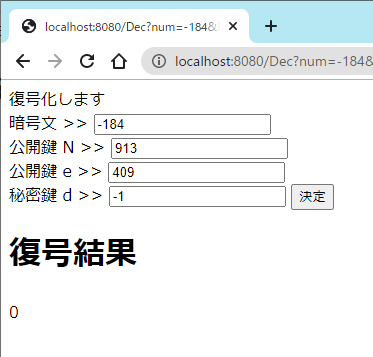 localhost:8080/Dec?num=-184&
localhost:8080/Dec?num=-184&
復号化します
暗号文 >> -184
公開鍵 N >> 913
公開鍵 e >> 409
秘密鍵 d >> -1 決定
復号結果
0